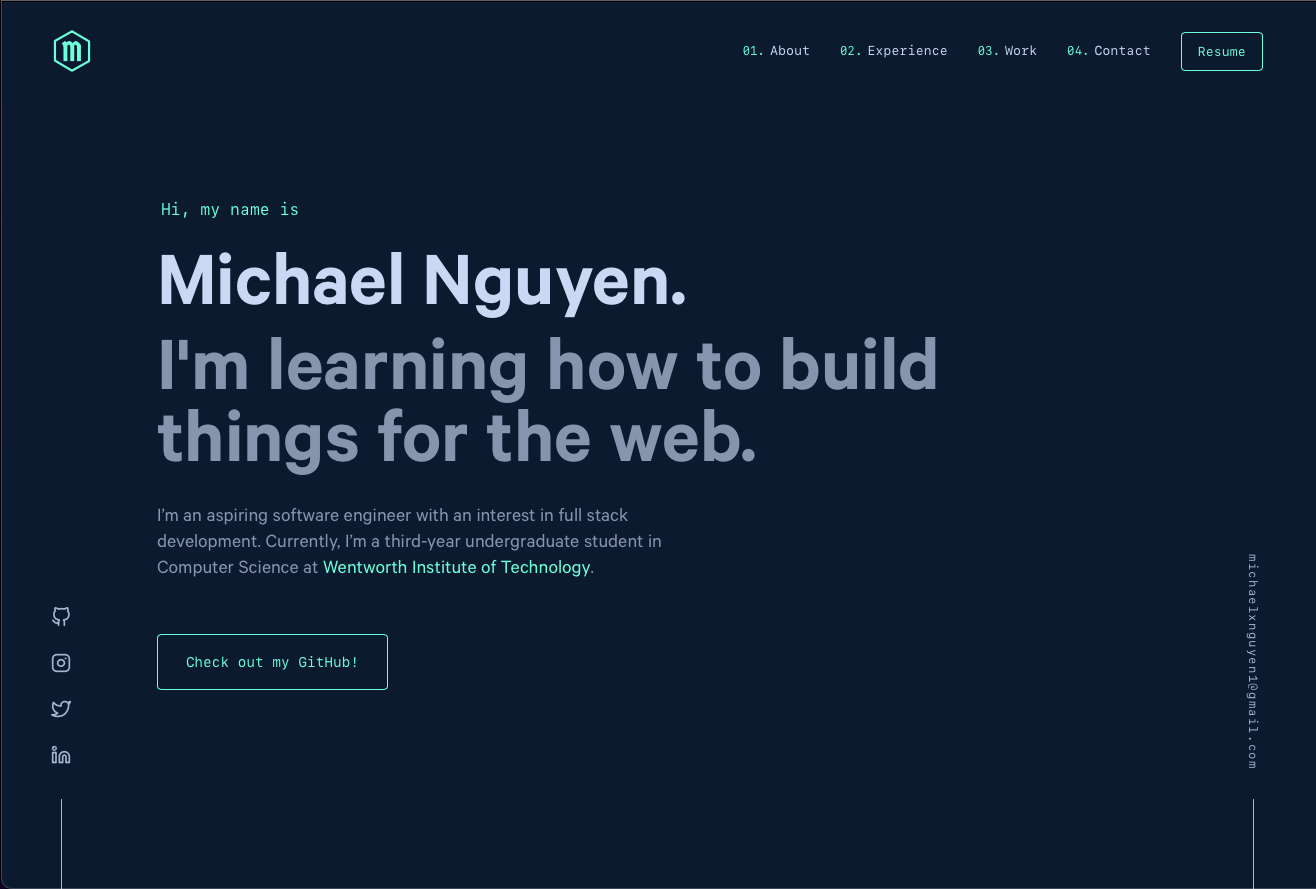 m
01. About
02. Experience
03. Work
04. Contact
Resume
Hi, my name is
Michael Nguyen.
I'm learning how to build
things for the web.
I’m an aspiring software engineer with an interest in full stack
development. Currently, I’m a third-year undergraduate student in
Computer Science at Wentworth Institute of Technology.
Check out my GitHub!
in
michaelxnguyen1@gmail.com